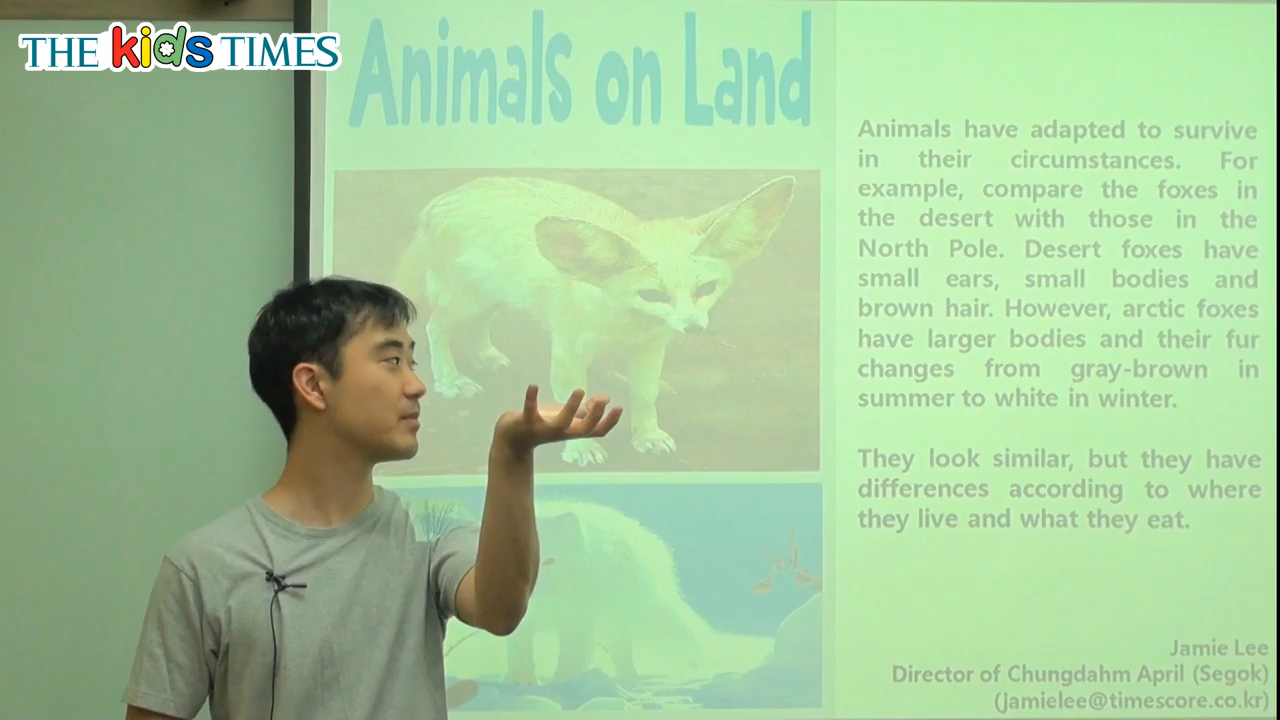 THE kids TIMES
Animals on Land
Animals have adapted to survive
in their circumstances. For
example, compare the foxes in
the desert with those in the
North Pole. Desert foxes have
small ears, small bodies and
brown hair. However, arctic foxes
have larger bodies and their fur
changes from gray-brown in
summer to white in winter.
They look similar, but they have
differences according to where
they live and what they eat.
Jamie Lee
Director of Chungdahm April (Segok)
(jamielee@timescore.co.kr)